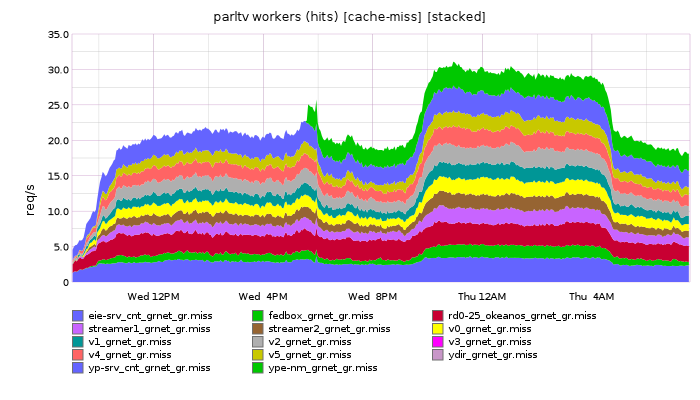 parltv workers (hits) [cache-miss] [stacked]
35.0
30.0
25.0
20.0
15.0
10.0
5.0
0
req/s
Wed 12PM Wed 4PM Wed 8PM Thu 12AM Thu 4AM
eie-srv_cnt_grnet_gr.miss fedbox_grnet_gr.miss rd0-25_okeanos_grnet_gr.miss
streamer1_grnet_gr.miss streamer2_grnet_gr.miss v0_grnet_gr.miss
v1_grnet_gr.miss v2_grnet_gr.miss v3_grnet_gr.miss
v4_grnet_gr.miss v5_grnet_gr.miss ydir_grnet_gr.miss
yp-srv_cnt_grnet_gr.miss ype-nm_grnet_gr.miss